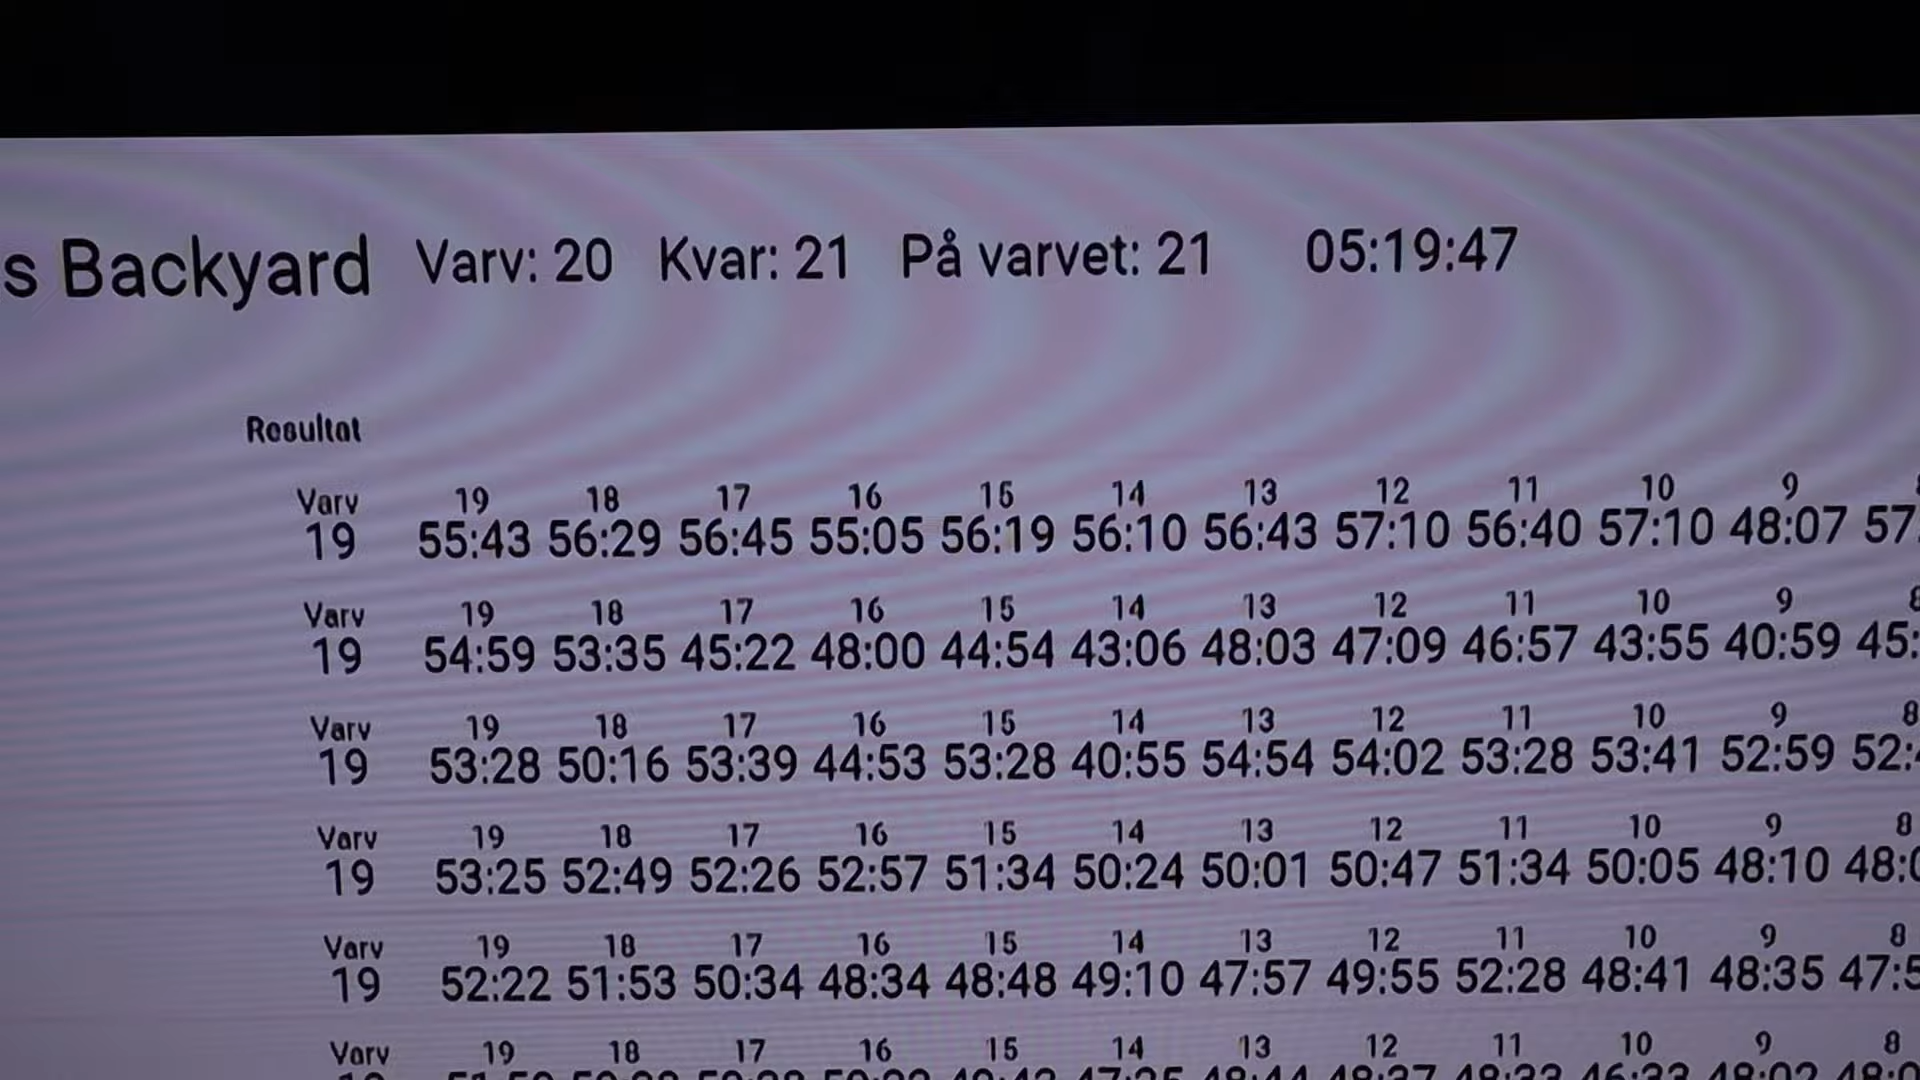 s Backyard Varv: 20 Kvar: 21 På varvet: 21 05:19:47
Resultat
Varv 19 18 17 16 15 14 13 12 11 10 9
19 55:43 56:29 56:45 55:05 56:19 56:10 56:43 57:10 56:40 57:10 48:07 57
Varv 19 18 17 16 15 14 13 12 11 10 9 8
19 54:59 53:35 45:22 48:00 44:54 43:06 48:03 47:09 46:57 43:55 40:59 45:
Varv 19 18 17 16 15 14 13 12 11 10 9 8
19 53:28 50:16 53:39 44:53 53:28 40:55 54:54 54:02 53:28 53:41 52:59 52:
Varv 19 18 17 16 15 14 13 12 11 10 9 8
19 53:25 52:49 52:26 52:57 51:34 50:24 50:01 50:47 51:34 50:05 48:10 48:0
Varv 19 18 17 16 15 14 13 12 11 10 9 8
19 52:22 51:53 50:34 48:34 48:48 49:10 47:57 49:55 52:28 48:41 48:35 47:5
Varv 19 18 17 16 15 14 13 12 11 10 9 8